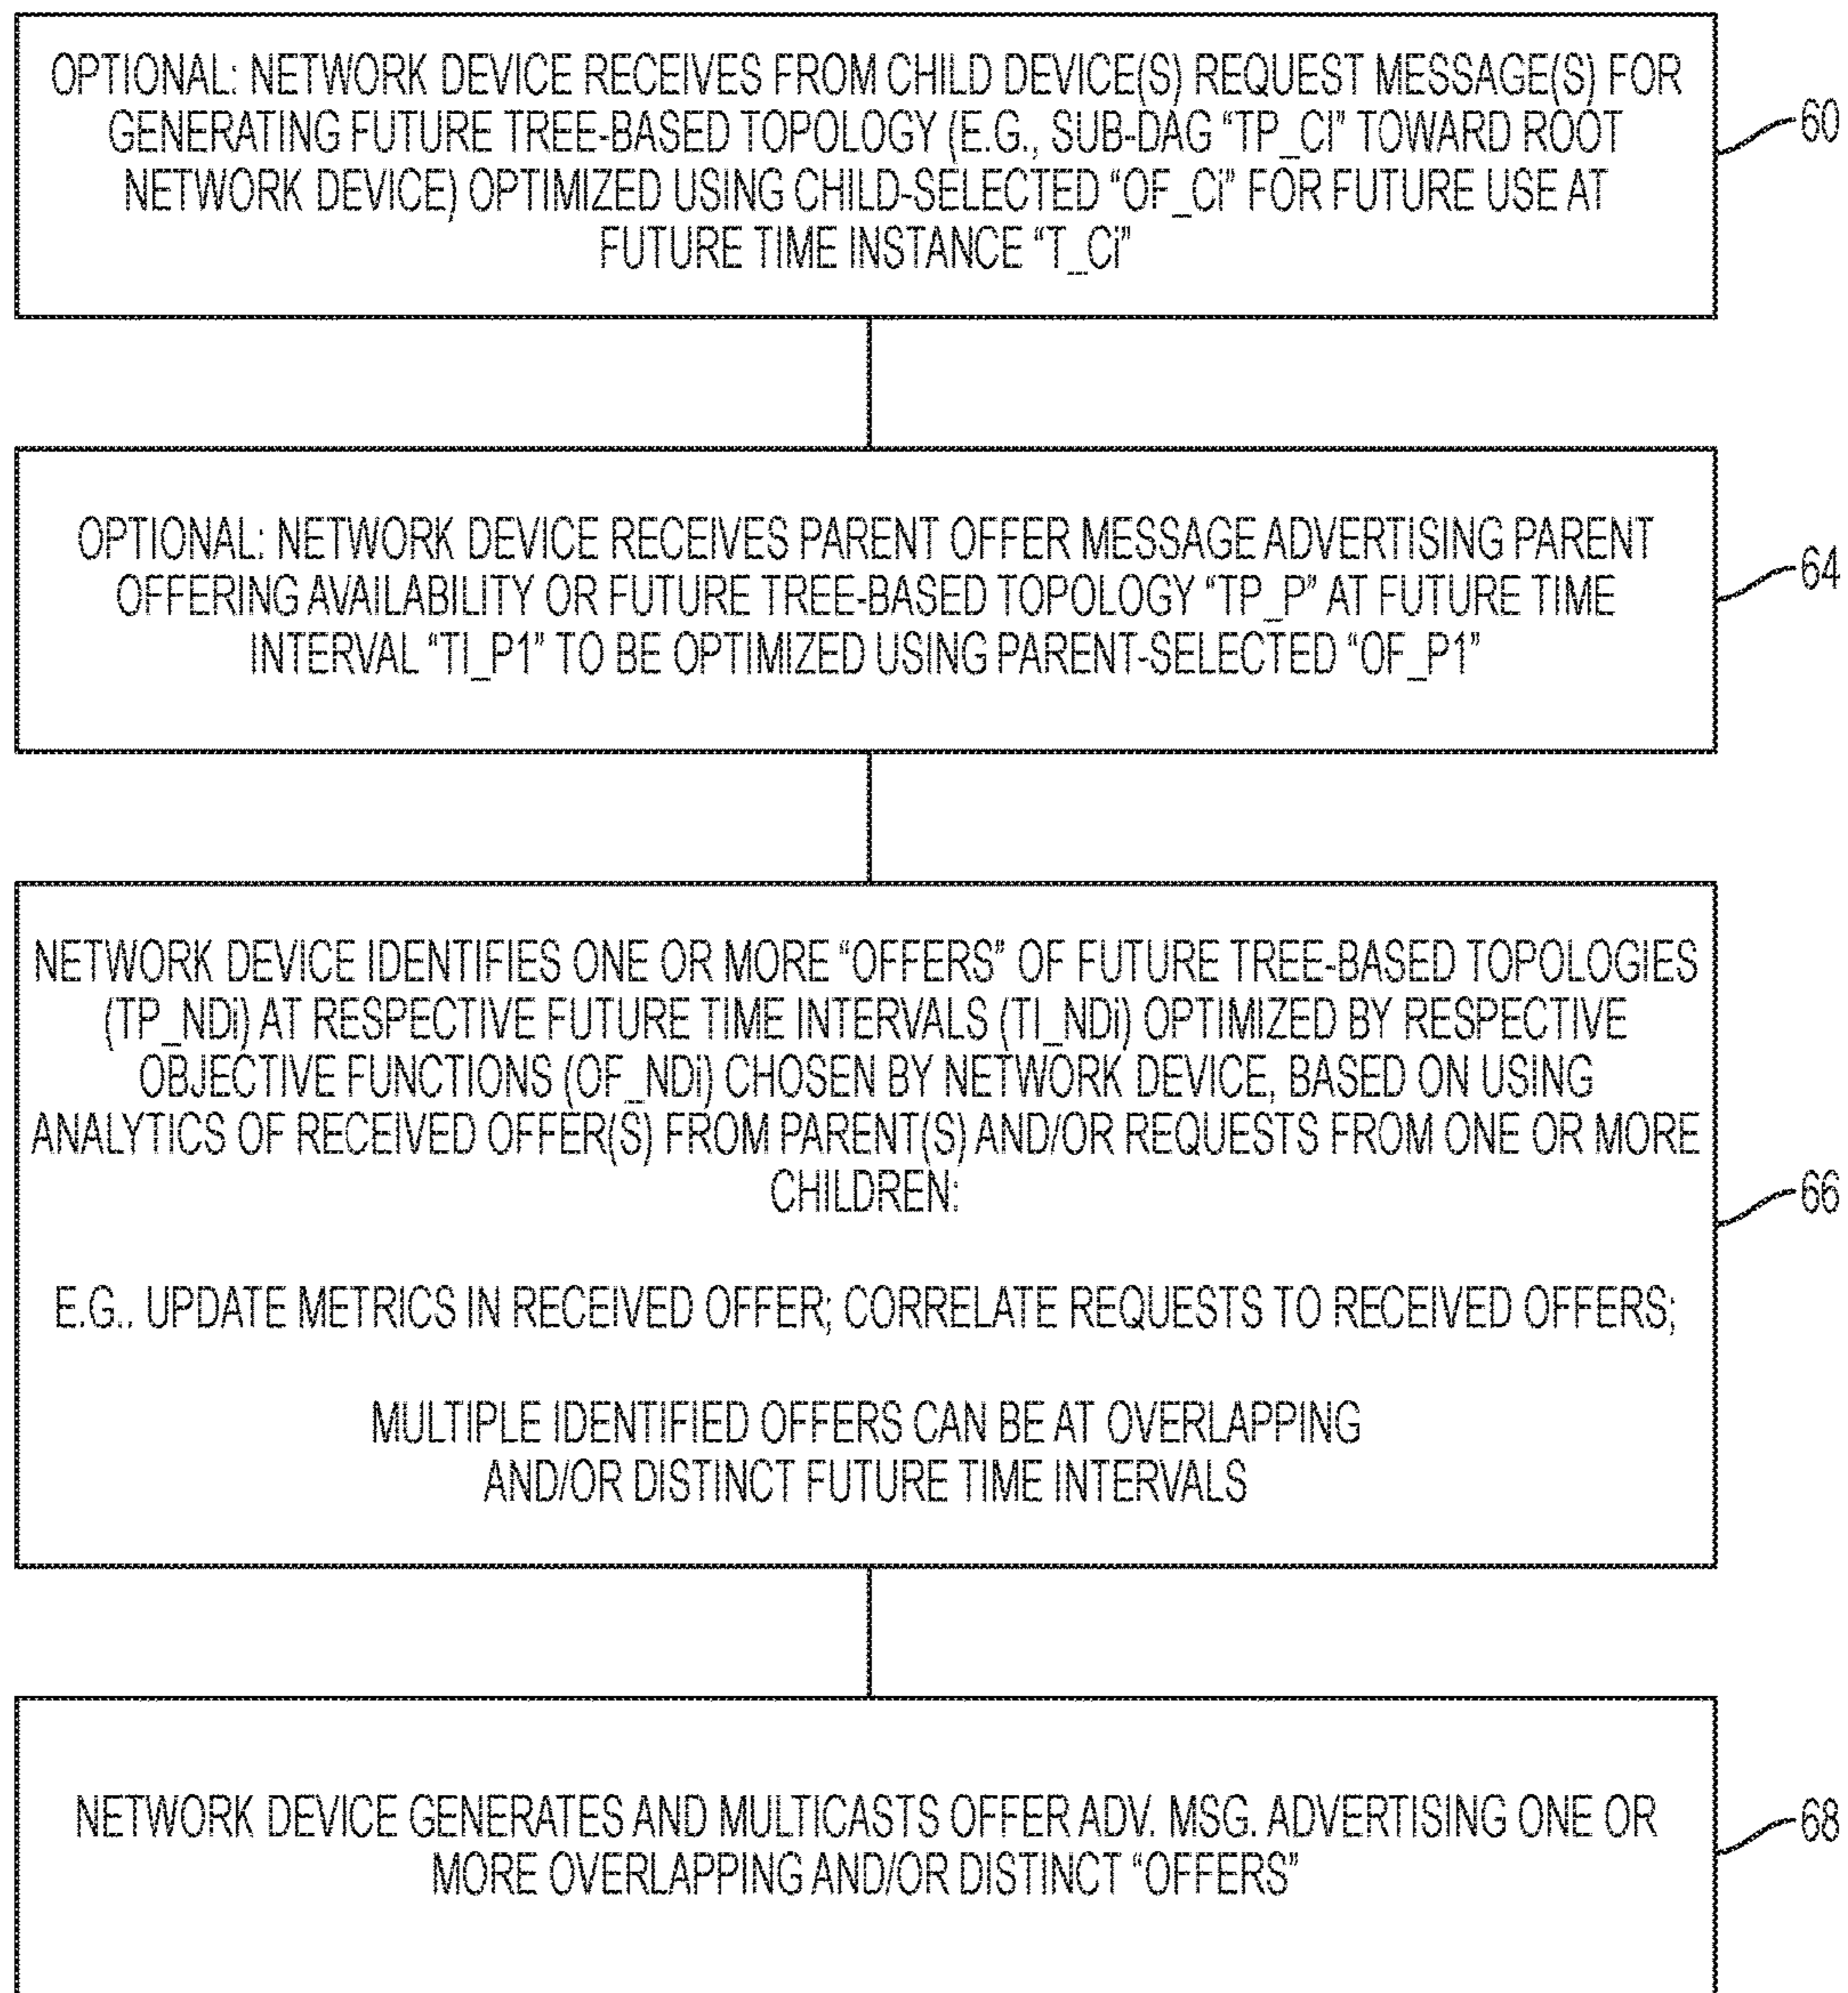 OPTIONAL: NETWORK DEVICE RECEIVES FROM CHILD DEVICE(S) REQUEST MESSAGE(S) FOR
GENERATING FUTURE TREE-BASED TOPOLOGY (E.G., SUB-DAG “TP_Ci” TOWARD ROOT
NETWORK DEVICE) OPTIMIZED USING CHILD-SELECTED “OF_Ci” FOR FUTURE USE AT
FUTURE TIME INSTANCE “T_Ci”
60
OPTIONAL: NETWORK DEVICE RECEIVES PARENT OFFER MESSAGE ADVERTISING PARENT
OFFERING AVAILABILITY OR FUTURE TREE-BASED TOPOLOGY “TP_P” AT FUTURE TIME
INTERVAL “TI_P1” TO BE OPTIMIZED USING PARENT-SELECTED “OF_P1”
64
NETWORK DEVICE IDENTIFIES ONE OR MORE “OFFERS” OF FUTURE TREE-BASED TOPOLOGIES
(TP_NDi) AT RESPECTIVE FUTURE TIME INTERVALS (TI_NDi) OPTIMIZED BY RESPECTIVE
OBJECTIVE FUNCTIONS (OF_NDi) CHOSEN BY NETWORK DEVICE, BASED ON USING
ANALYTICS OF RECEIVED OFFER(S) FROM PARENT(S) AND/OR REQUESTS FROM ONE OR MORE
CHILDREN:
E.G.. UPDATE METRICS IN RECEIVED OFFER; CORRELATE REQUESTS TO RECEIVED OFFERS;
MULTIPLE IDENTIFIED OFFERS CAN BE AT OVERLAPPING
AND/OR DISTINCT FUTURE TIME INTERVALS
66
NETWORK DEVICE GENERATES AND MULTICASTS OFFER ADV. MSG. ADVERTISING ONE OR
MORE OVERLAPPING AND/OR DISTINCT “OFFERS”
68